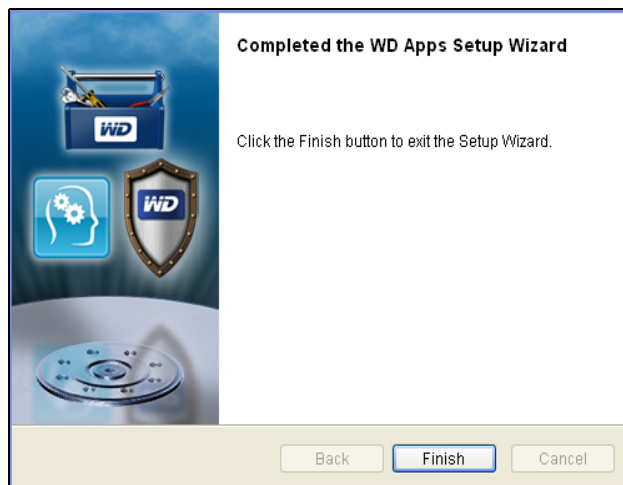 Completed the WD Apps Setup Wizard
Click the Finish button to exit the Setup Wizard.
WD
WD
Back Finish Cancel